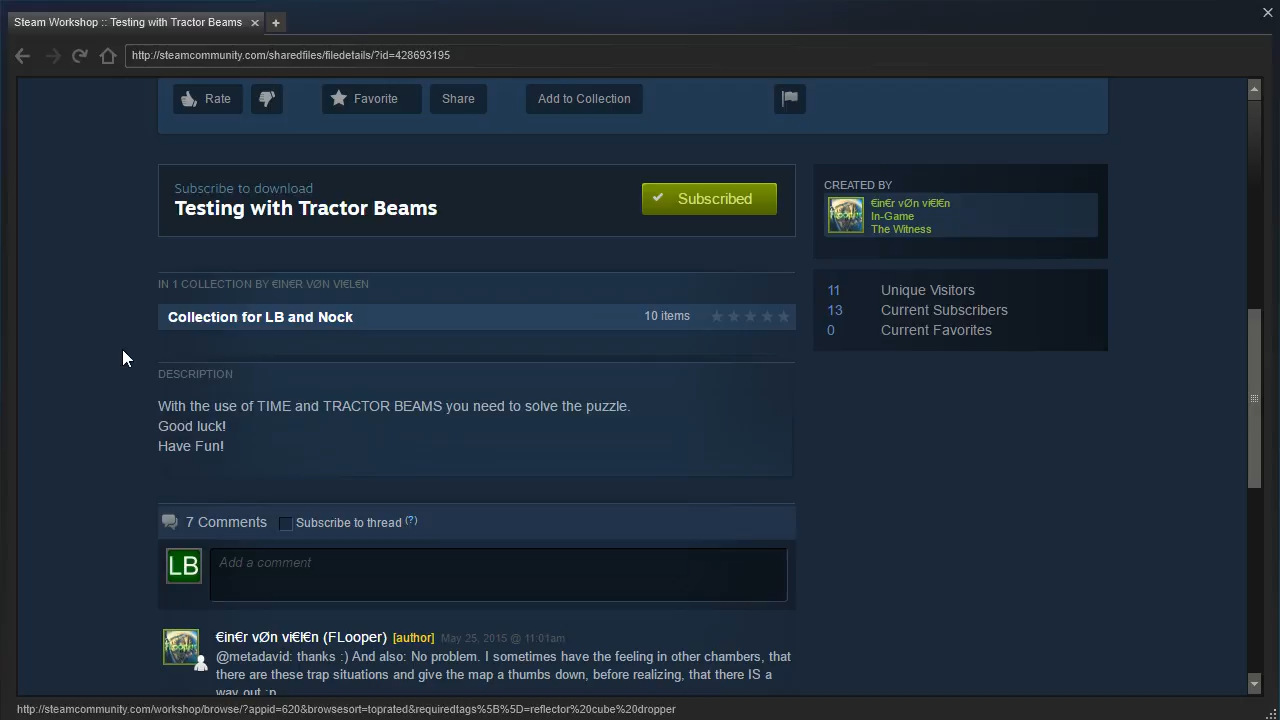 Steam Workshop :: Testing with Tractor Beams
http://steamcommunity.com/sharedfiles/filedetails/?id=428693195
Rate
Favorite
Share
Add to Collection
Subscribe to download
Testing with Tractor Beams
Subscribed
CREATED BY
€in€r vØn vi€l€n
In-Game
The Witness
IN 1 COLLECTION BY €IN€R VØN VI€L€N
Collection for LB and Nock
10 items
11 Unique Visitors
13 Current Subscribers
0 Current Favorites
DESCRIPTION
With the use of TIME and TRACTOR BEAMS you need to solve the puzzle.
Good luck!
Have Fun!
7 Comments
Subscribe to thread (?)
LB
Add a comment
€in€r vØn vi€l€n (FLooper) [author] May 25, 2015 @ 11:01am
@metadavid: thanks :) And also: No problem. I sometimes have the feeling in other chambers, that
there are these trap situations and give the map a thumbs down, before realizing, that there IS a
way out :p
http://steamcommunity.com/workshop/browse/?appid=620&browsesort=toprated&requiredtags%5B%5D=reflector%20cube%20dropper